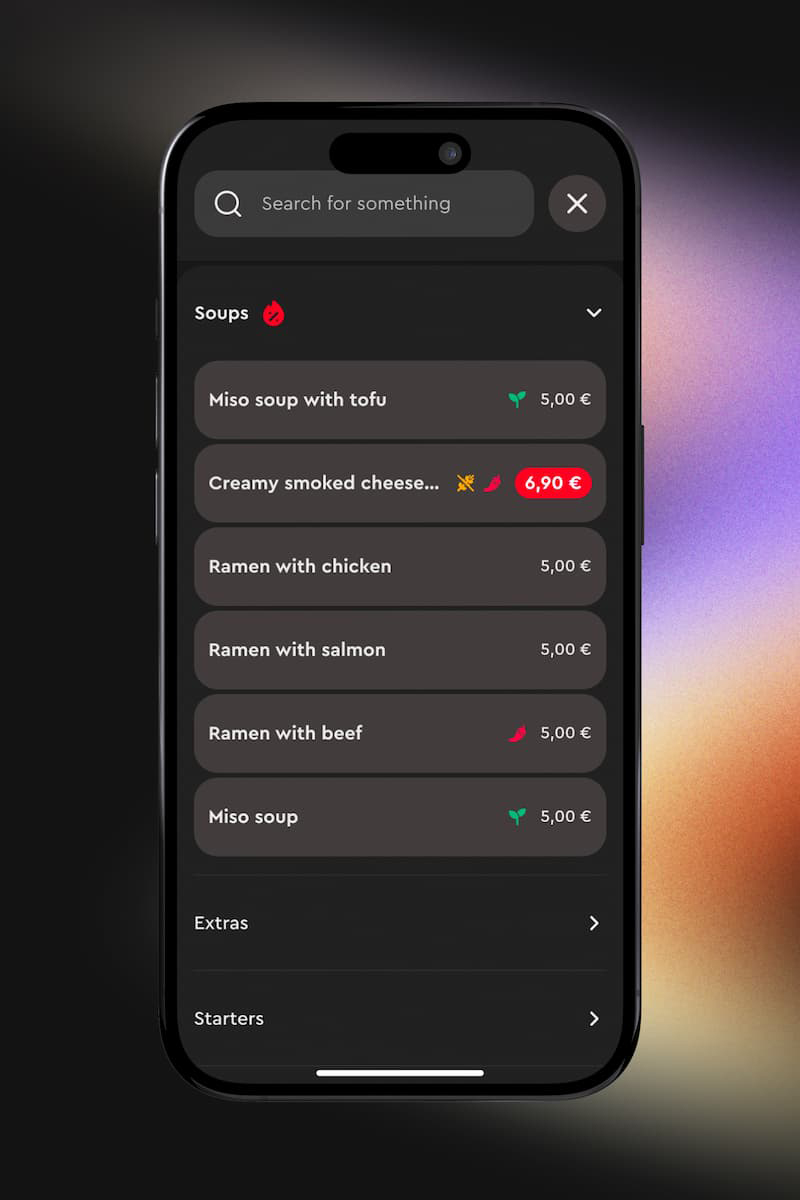 Search for something
Soups
Miso soup with tofu 5,00 €
Creamy smoked cheese... 6,90 €
Ramen with chicken 5,00 €
Ramen with salmon 5,00 €
Ramen with beef 5,00 €
Miso soup 5,00 €
Extras
Starters